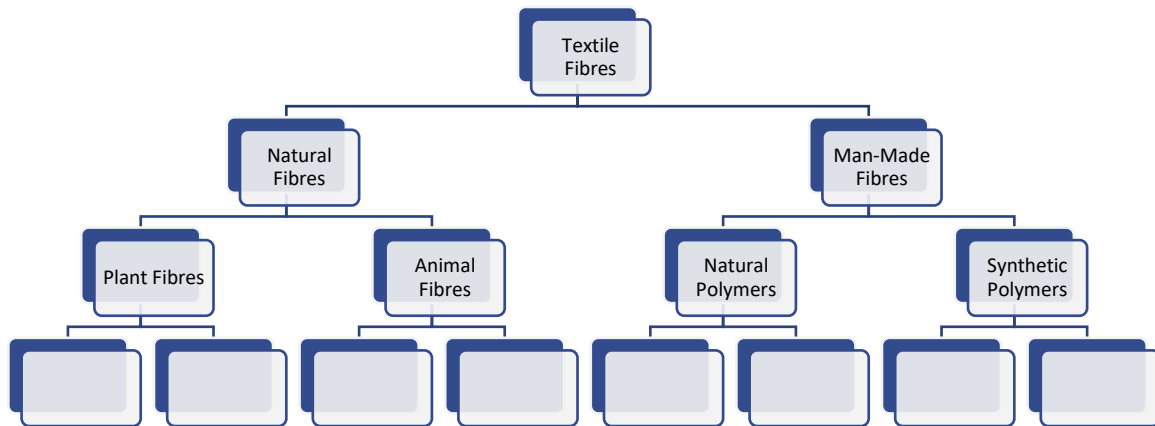 Textile
Fibres
Natural
Fibres
Man-Made
Fibres
Plant Fibres
Animal
Fibres
Natural
Polymers
Synthetic
Polymers